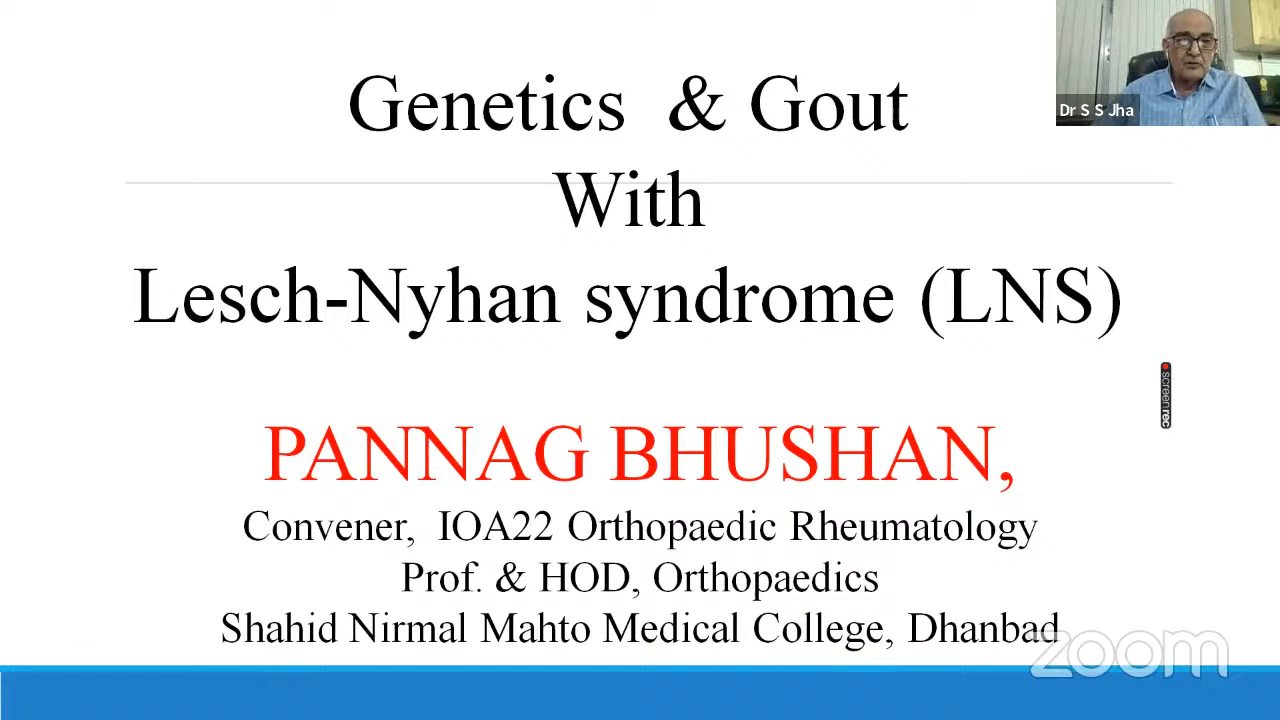 Genetics & Gout
With
Lesch-Nyhan syndrome (LNS)
PANNAG BHUSHAN,
Convener, IOA22 Orthopaedic Rheumatology
Prof. & HOD, Orthopaedics
Shahid Nirmal Mahto Medical College, Dhanbad
Dr S S Jha
screenrec
zoom